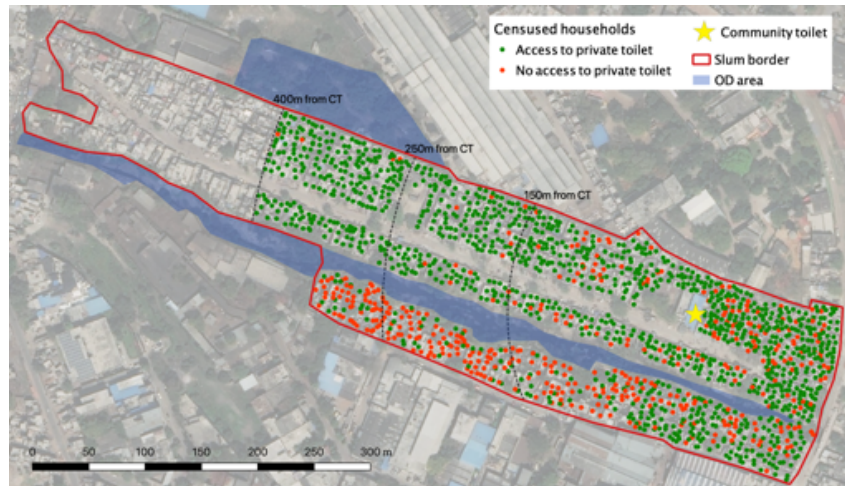 Censused households
Access to private toilet
No access to private toilet
Community toilet
Slum border
OD area
400m from CT
250m from CT
150m from CT
0 50 100 150 200 250 300 m